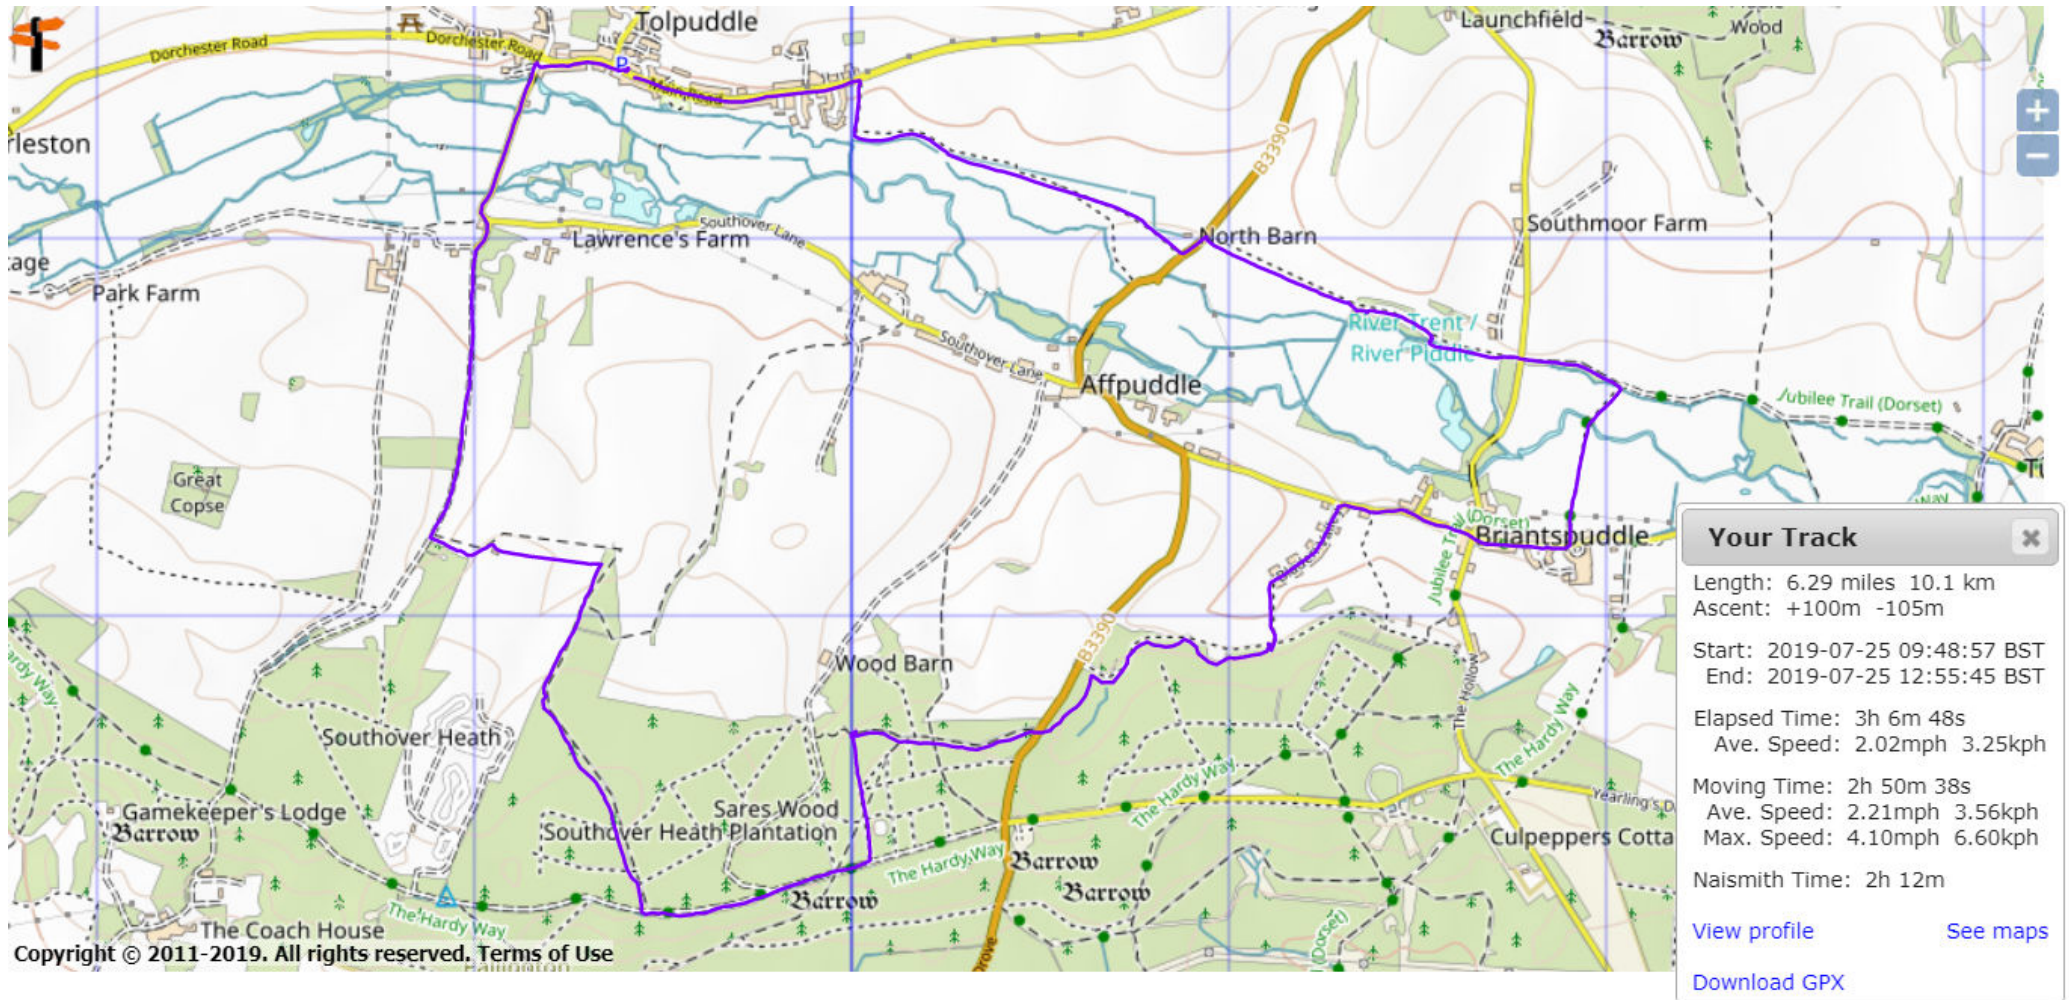 Tolpuddle
Launchfield
Barrow
Wood
Dorchester Road
Dorchester Road
P
Main Road
rleston
B3390
Southmoor Farm
Southover Lane
Lawrence's Farm
North Barn
age
Park Farm
River Trent /
River Piddle
Southover Lane
Affpuddle
Jubilee Trail (Dorset)
Great
Copse
Way
Jubilee Trail (Dorset)
Briantspuddle
B3390
Wood Barn
Hardy Way
The Hollow
The Hardy Way
Southover Heath
The Hardy Way
Yearling's D
Gamekeeper's Lodge
Barrow
Sares Wood
Southover Heath Plantation
Culpeppers Cotta
The Hardy Way
Barrow
Barrow
Barrow
The Hardy Way
The Coach House
(Dorset)
Drove
Copyright © 2011-2019. All rights reserved. Terms of Use
+
−
Your Track
Length: 6.29 miles 10.1 km
Ascent: +100m -105m
Start: 2019-07-25 09:48:57 BST
End: 2019-07-25 12:55:45 BST
Elapsed Time: 3h 6m 48s
Ave. Speed: 2.02mph 3.25kph
Moving Time: 2h 50m 38s
Ave. Speed: 2.21mph 3.56kph
Max. Speed: 4.10mph 6.60kph
Naismith Time: 2h 12m
View profile
See maps
Download GPX